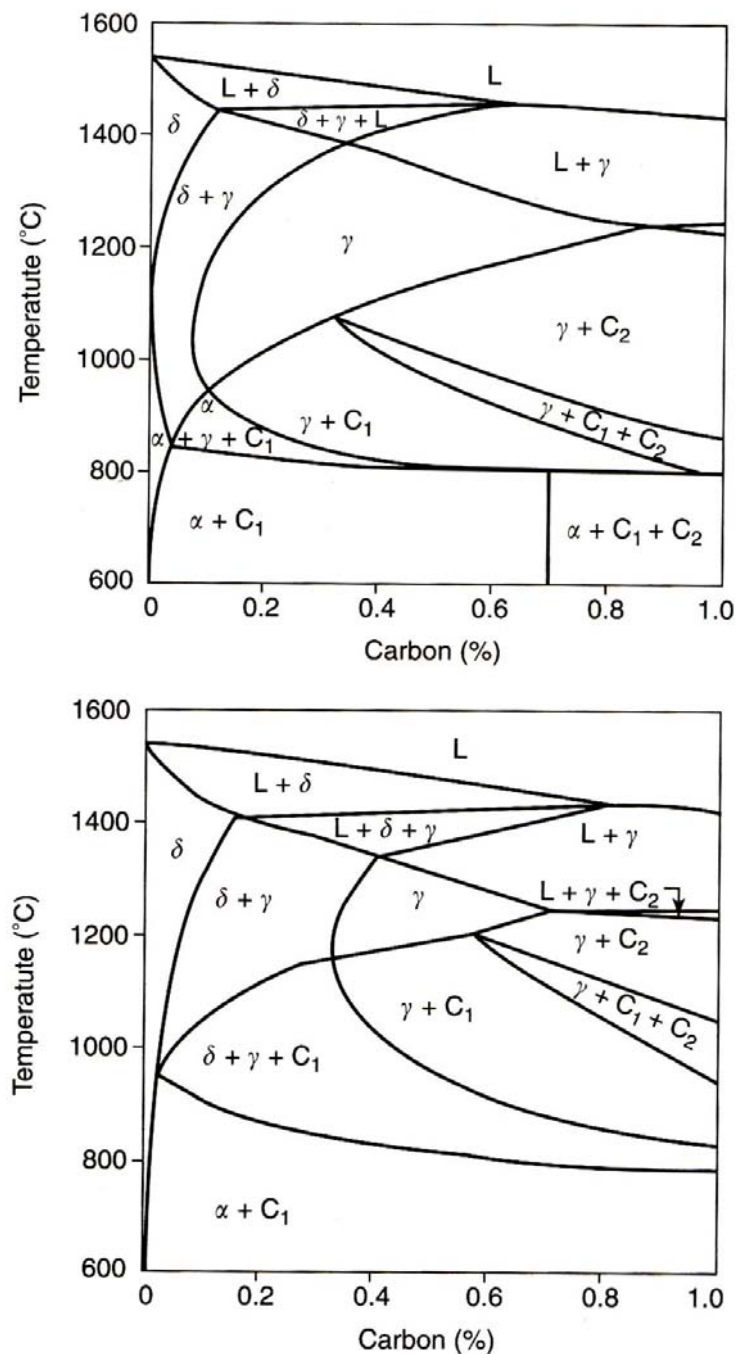 1600
1400
1200
1000
800
600
Temperatute (°C)
L
L + δ
δ
δ + γ + L
L + γ
δ + γ
γ
γ + C2
α
γ + C1
γ + C1 + C2
α + γ + C1
α + C1
α + C1 + C2
0 0.2 0.4 0.6 0.8 1.0
Carbon (%)
1600
1400
1200
1000
800
600
Temperatute (°C)
L
L + δ
L + δ + γ
L + γ
δ
δ + γ
γ
L + γ + C2
γ + C2
γ + C1
γ + C1 + C2
δ + γ + C1
α + C1
0 0.2 0.4 0.6 0.8 1.0
Carbon (%)